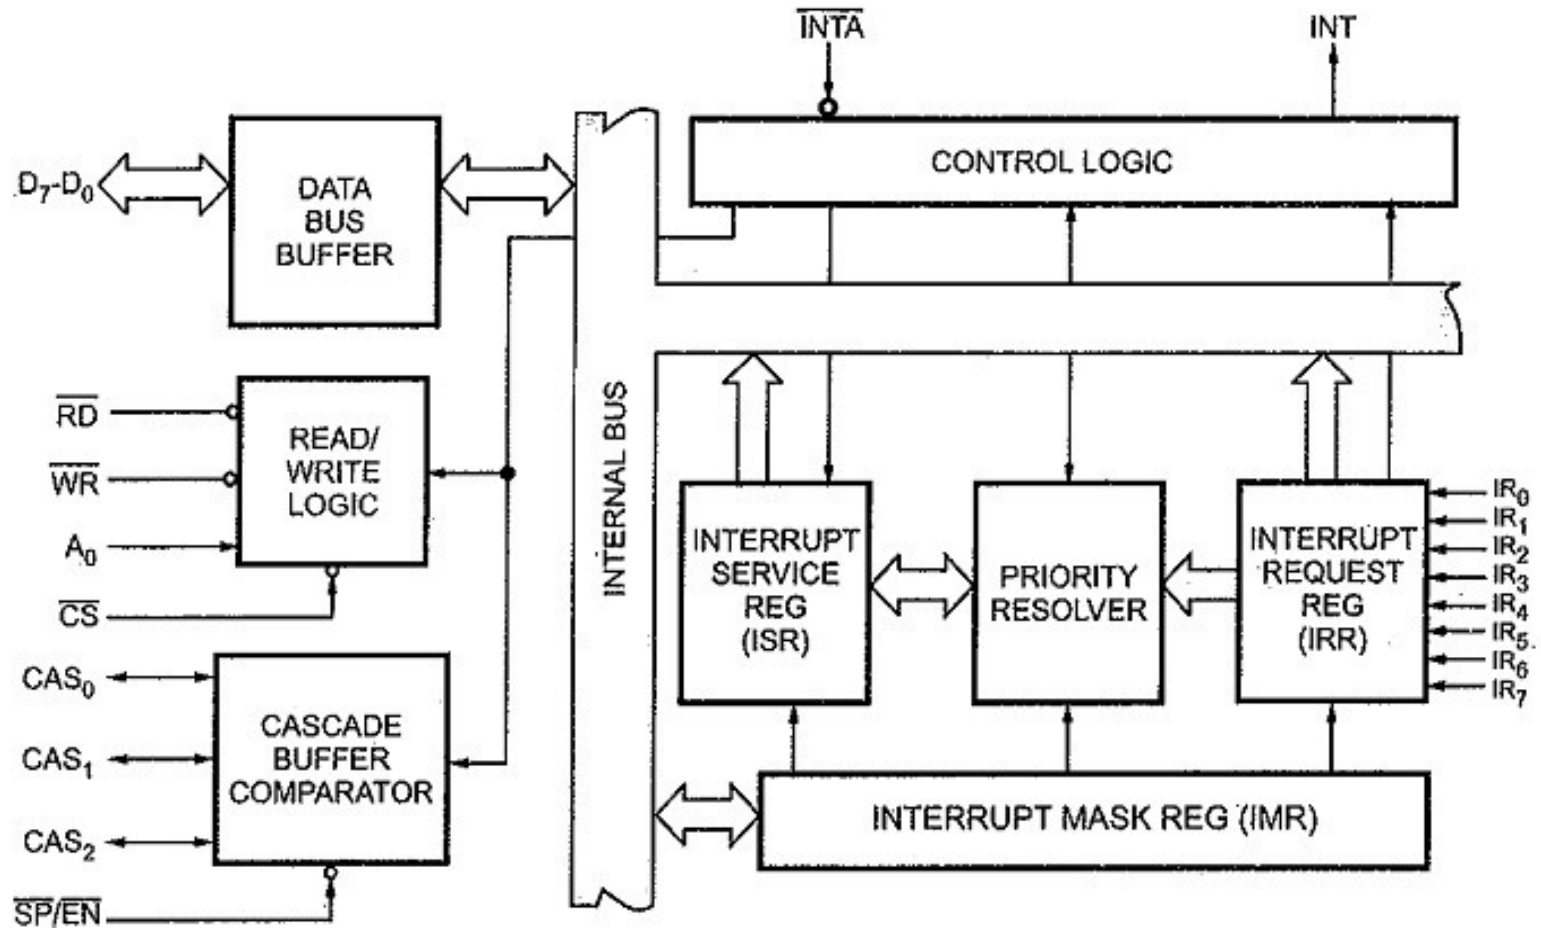 INTA
INT
CONTROL LOGIC
D7-D0
DATA
BUS
BUFFER
RD
WR
A0
CS
READ/
WRITE
LOGIC
INTERNAL BUS
INTERRUPT
SERVICE
REG
(ISR)
PRIORITY
RESOLVER
INTERRUPT
REQUEST
REG
(IRR)
IR0
IR1
IR2
IR3
IR4
IR5
IR6
IR7
CAS0
CAS1
CAS2
SP/EN
CASCADE
BUFFER
COMPARATOR
INTERRUPT MASK REG (IMR)